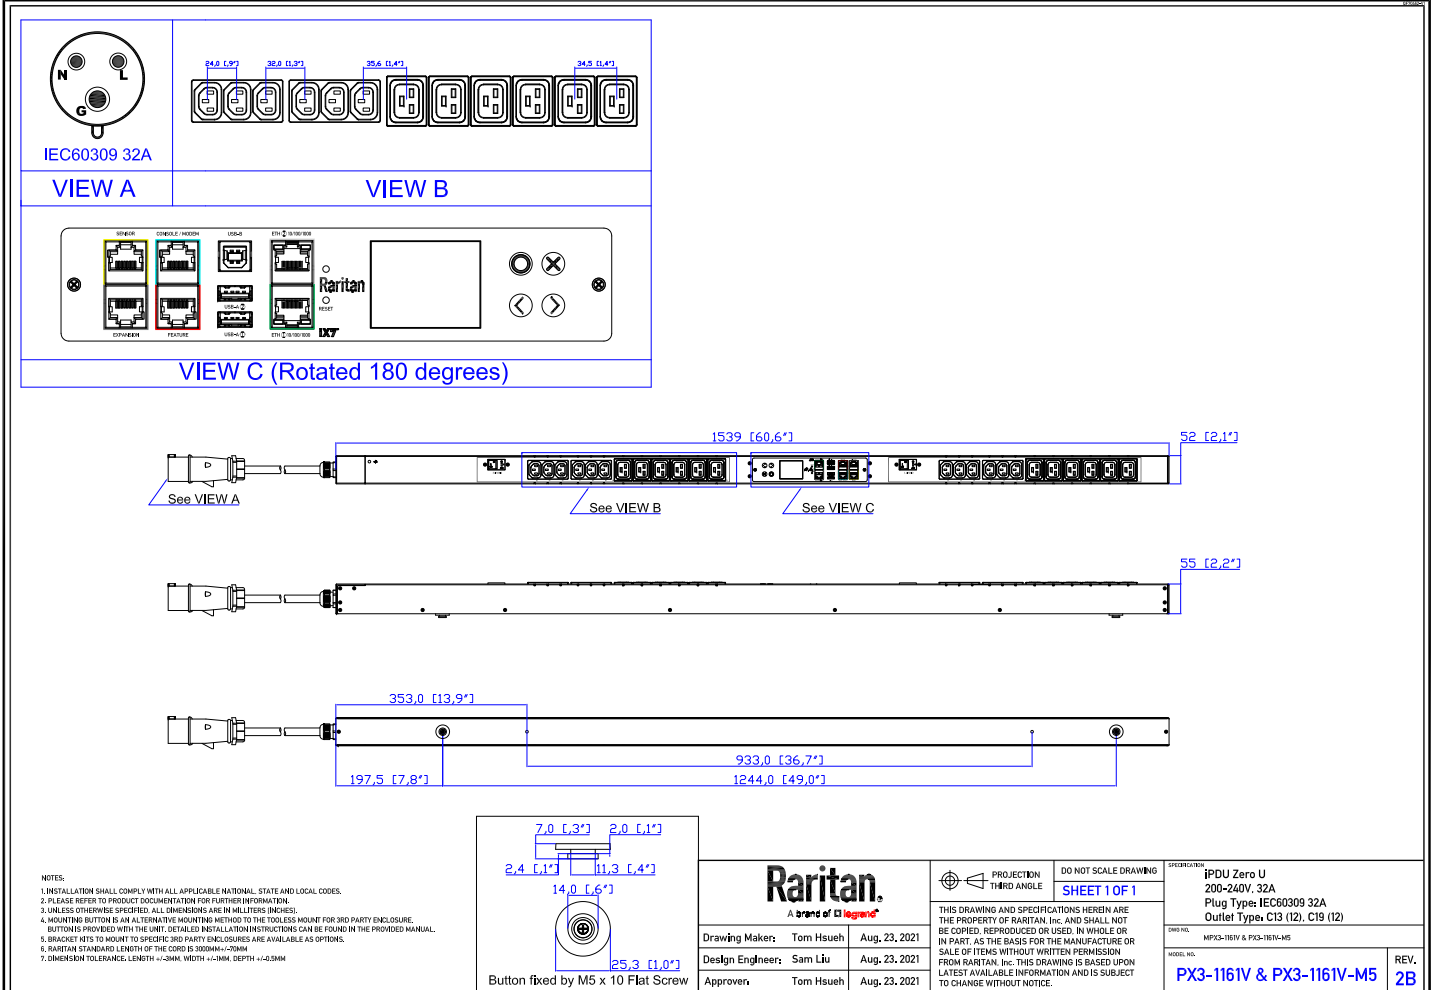 N
L
G
IEC60309 32A
VIEW A
24,0 [,9"]
32,0 [1,3"]
35,6 [1,4"]
34,5 [1,4"]
VIEW B
SENSOR
CONSOLE / MODEM
USB-B
ETH 10/100/1000
Raritan
RESET
EXPANSION
FEATURE
USB-A
USB-A
ETH 10/100/1000
iX7
VIEW C (Rotated 180 degrees)
1539 [60,6"]
52 [2,1"]
See VIEW A
See VIEW B
See VIEW C
55 [2,2"]
353,0 [13,9"]
933,0 [36,7"]
197,5 [7,8"]
1244,0 [49,0"]
7,0 [,3"]
2,0 [,1"]
2,4 [,1"]
11,3 [,4"]
14,0 [,6"]
25,3 [1,0"]
Button fixed by M5 x 10 Flat Screw
NOTES:
1. INSTALLATION SHALL COMPLY WITH ALL APPLICABLE NATIONAL, STATE AND LOCAL CODES.
2. PLEASE REFER TO PRODUCT DOCUMENTATION FOR FURTHER INFORMATION.
3. UNLESS OTHERWISE SPECIFIED, ALL DIMENSIONS ARE IN MILLITERS [INCHES].
4. MOUNTING BUTTON IS AN ALTERNATIVE MOUNTING METHOD TO THE TOOLESS MOUNT FOR 3RD PARTY ENCLOSURE.
BUTTON IS PROVIDED WITH THE UNIT. DETAILED INSTALLATION INSTRUCTIONS CAN BE FOUND IN THE PROVIDED MANUAL.
5. BRACKET KITS TO MOUNT TO SPECIFIC 3RD PARTY ENCLOSURES ARE AVAILABLE AS OPTIONS.
6. RARITAN STANDARD LENGTH OF THE CORD IS 3000MM+/-70MM
7. DIMENSION TOLERANCE: LENGTH +/-3MM, WIDTH +/-1MM, DEPTH +/-0.5MM
Raritan.
A brand of legrand
Drawing Maker: Tom Hsueh Aug. 23. 2021
Design Engineer: Sam Liu Aug. 23. 2021
Approver: Tom Hsueh Aug. 23. 2021
PROJECTION
THIRD ANGLE
DO NOT SCALE DRAWING
SHEET 1 OF 1
THIS DRAWING AND SPECIFICATIONS HEREIN ARE
THE PROPERTY OF RARITAN, Inc. AND SHALL NOT
BE COPIED, REPRODUCED OR USED, IN WHOLE OR
IN PART, AS THE BASIS FOR THE MANUFACTURE OR
SALE OF ITEMS WITHOUT WRITTEN PERMISSION
FROM RARITAN, Inc. THIS DRAWING IS BASED UPON
LATEST AVAILABLE INFORMATION AND IS SUBJECT
TO CHANGE WITHOUT NOTICE.
SPECIFICATION
iPDU Zero U
200-240V, 32A
Plug Type: IEC60309 32A
Outlet Type: C13 (12), C19 (12)
DWG NO.
MPX3-1161V & PX3-1161V-M5
MODEL NO.
PX3-1161V & PX3-1161V-M5
REV.
2B